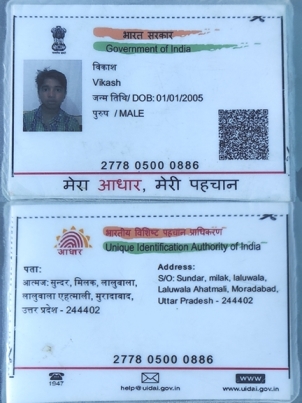 भारत सरकार
Government of India
विकाश
Vikash
जन्म तिथि/ DOB: 01/01/2005
पुरुष / MALE
2778 0500 0886
मेरा आधार, मेरी पहचान
भारतीय विशिष्ट पहचान प्राधिकरण
Unique Identification Authority of India
आधार
पता:
आत्मज: सुन्दर, मिलक, लालुवाला,
लालुवाला एहत्माली, मुरादाबाद,
उत्तर प्रदेश - 244402
Address:
S/O: Sundar, milak, laluwala,
Laluwala Ahatmali, Moradabad,
Uttar Pradesh - 244402
2778 0500 0886
1947
help@uidai.gov.in
www
www.uidai.gov.in